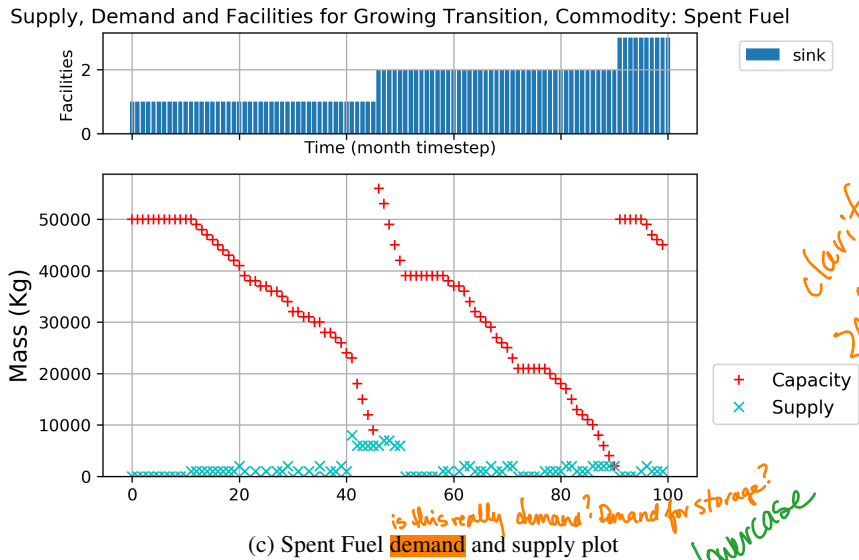 Supply, Demand and Facilities for Growing Transition, Commodity: Spent Fuel
Facilities
2
0
sink
Time (month timestep)
Mass (Kg)
50000
40000
30000
20000
10000
0
0
20
40
60
80
100
Capacity
Supply
is this really demand? Demand for storage?
lowercase
(c) Spent Fuel demand and supply plot